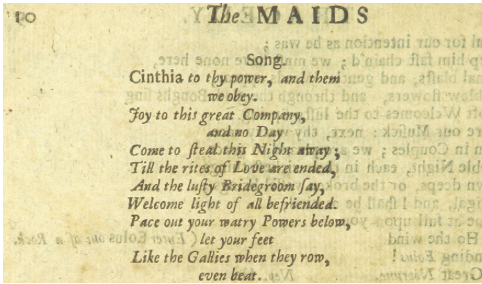 10 The MAIDS
Song.
Cinthia to thy power, and them
we obey.
Joy to this great Company,
and no Day
Come to steal this Night away;
Till the rites of Love are ended,
And the lusty Bridegroom say,
Welcome light of all befriended.
Pace out your watry Powers below,
let your feet
Like the Gallies when they row,
even beat.